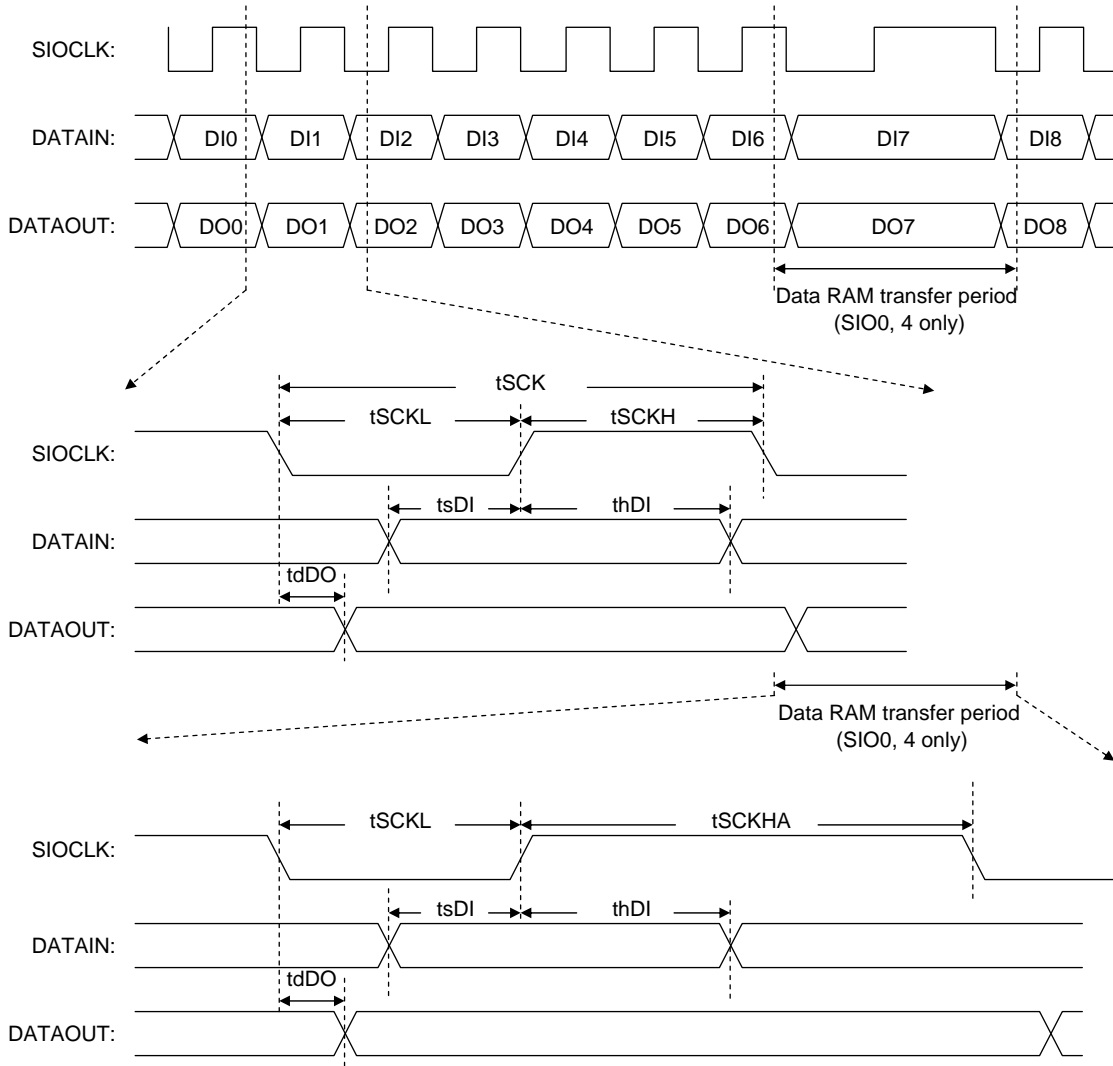 SIOCLK:
DATAIN: DI0 DI1 DI2 DI3 DI4 DI5 DI6 DI7 DI8
DATAOUT: DO0 DO1 DO2 DO3 DO4 DO5 DO6 DO7 DO8
Data RAM transfer period
(SIO0, 4 only)
tSCK
tSCKL tSCKH
SIOCLK:
tsDI thDI
DATAIN:
tdDO
DATAOUT:
Data RAM transfer period
(SIO0, 4 only)
tSCKL tSCKHA
SIOCLK:
tsDI thDI
DATAIN:
tdDO
DATAOUT: